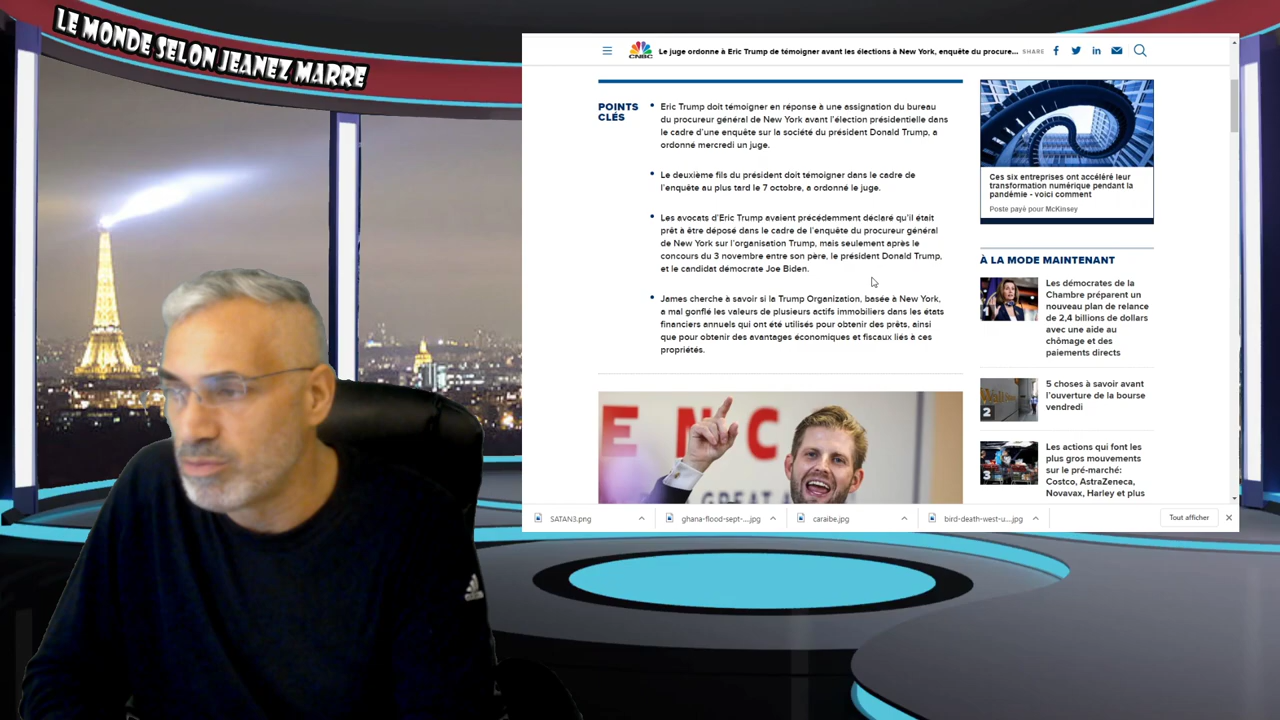 LE MONDE SELON JEANEZ MARRE
CNBC
Le juge ordonne à Eric Trump de témoigner avant les élections à New York, enquête du procure...
SHARE
POINTS
CLÉS
Eric Trump doit témoigner en réponse à une assignation du bureau
du procureur général de New York avant l'élection présidentielle dans
le cadre d'une enquête sur la société du président Donald Trump, a
ordonné mercredi un juge.
Le deuxième fils du président doit témoigner dans le cadre de
l'enquête au plus tard le 7 octobre, a ordonné le juge.
Les avocats d'Eric Trump avaient précédemment déclaré qu'il était
prêt à être déposé dans le cadre de l'enquête du procureur général
de New York sur l'organisation Trump, mais seulement après le
concours du 3 novembre entre son père, le président Donald Trump,
et le candidat démocrate Joe Biden.
James cherche à savoir si la Trump Organization, basée à New York,
a mal gonflé les valeurs de plusieurs actifs immobiliers dans les états
financiers annuels qui ont été utilisés pour obtenir des prêts, ainsi
que pour obtenir des avantages économiques et fiscaux liés à ces
propriétés.
Ces six entreprises ont accéléré leur
transformation numérique pendant la
pandémie - voici comment
Poste payé pour McKinsey
À LA MODE MAINTENANT
Les démocrates de la
Chambre préparent un
nouveau plan de relance
de 2,4 billions de dollars
avec une aide au
chômage et des
paiements directs
2
5 choses à savoir avant
l'ouverture de la bourse
vendredi
3
Les actions qui font les
plus gros mouvements
sur le pré-marché:
Costco, AstraZeneca,
Novavax, Harley et plus
SATAN3.png
ghana-flood-sept-....jpg
caraibe.jpg
bird-death-west-u....jpg
Tout afficher